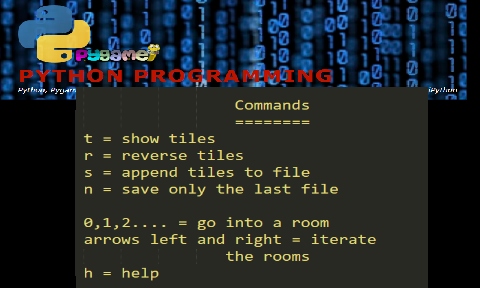 pygame
PYTHON PROGRAMMING
Python, Pygam
iPython
Commands
========
t = show tiles
r = reverse tiles
s = append tiles to file
n = save only the last file
0,1,2.... = go into a room
arrows left and right = iterate
the rooms
h = help